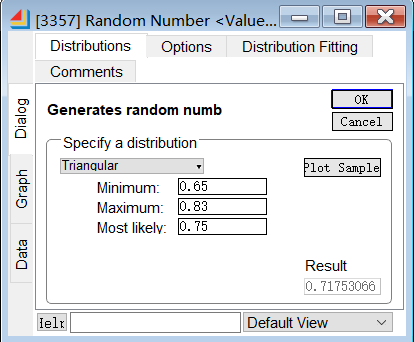 [3357] Random Number <Value...
Distributions Options Distribution Fitting
Comments
Dialog
Graph
Data
Generates random numb
OK
Cancel
Specify a distribution
Triangular
Plot Sample
Minimum: 0.65
Maximum: 0.83
Most likely: 0.75
Result
0.71753066
Default View